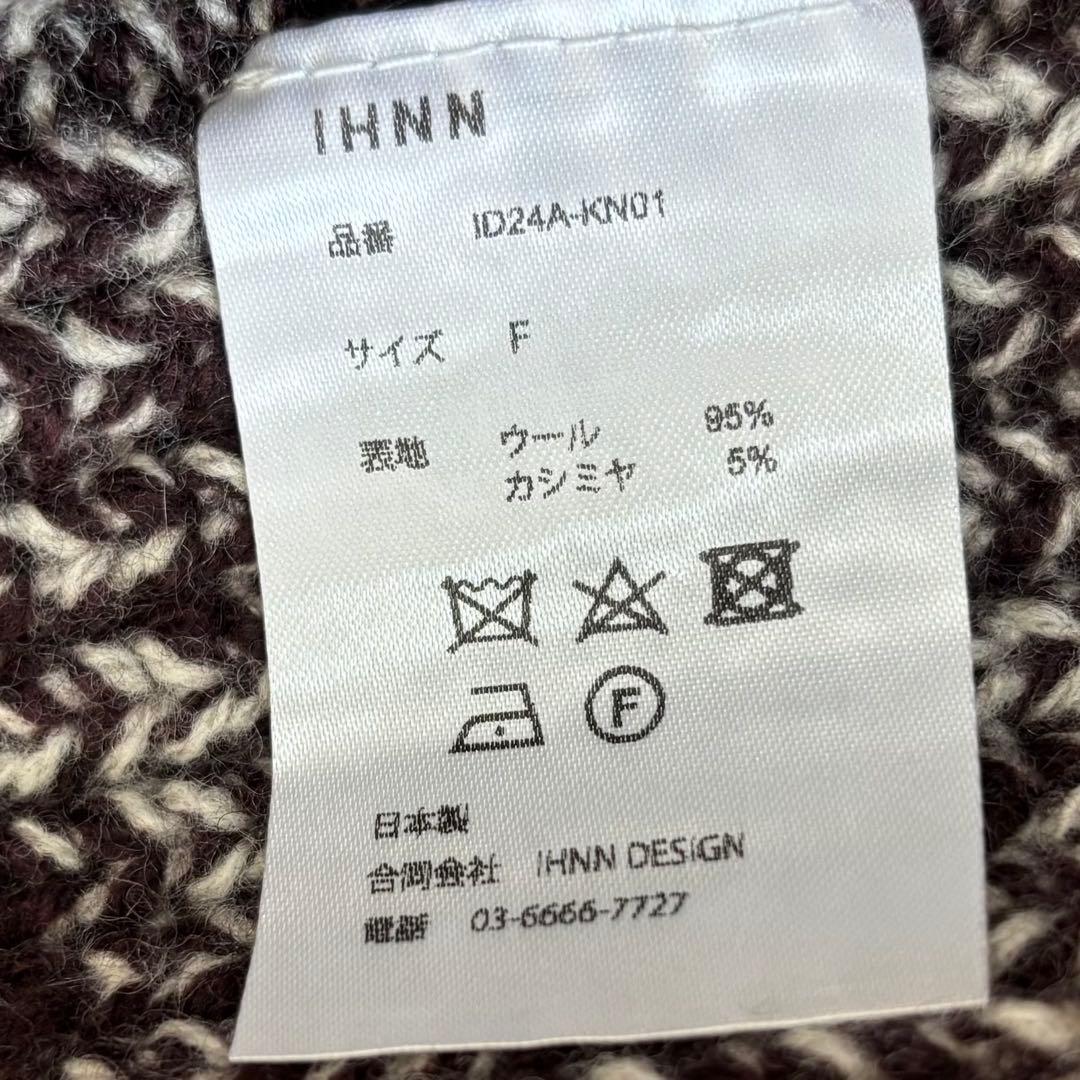 IHNN
品番 ID24A-KN01
サイズ F
表地 ウール 95%
カシミヤ 5%
F
日本製
合同会社 IHNN DESIGN
電話 03-6666-7727